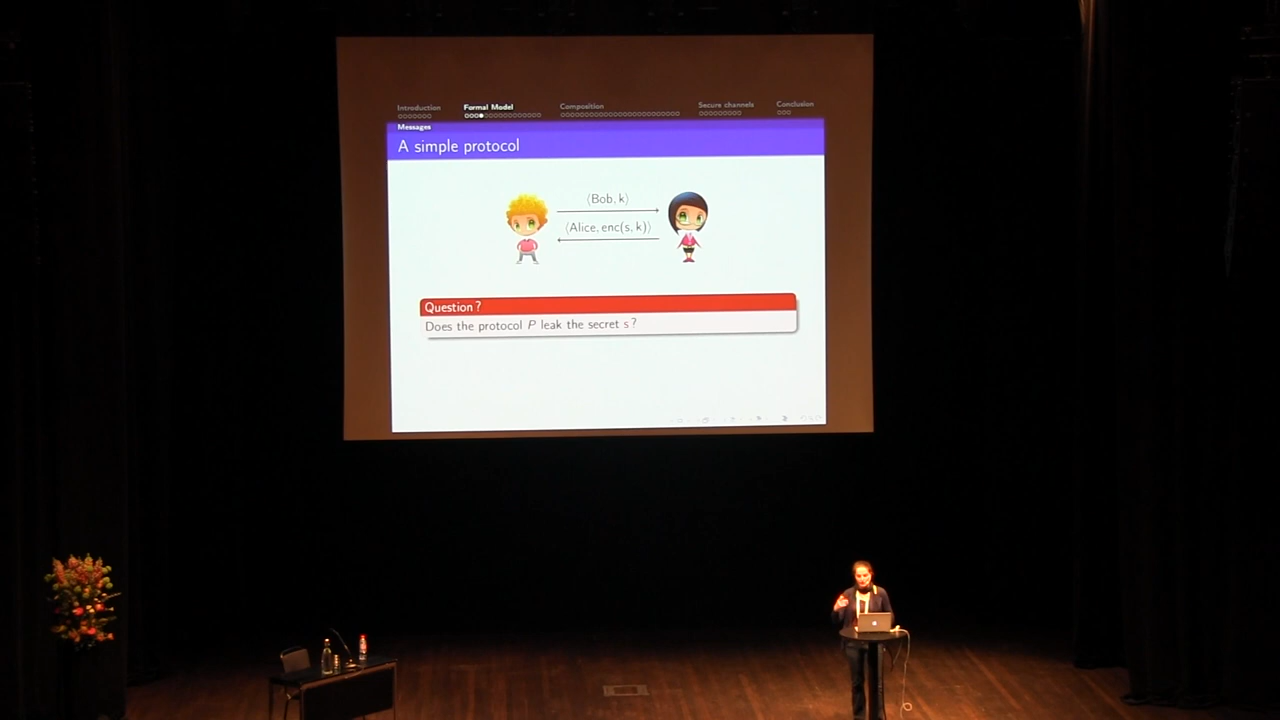 Introduction Formal Model Composition Secure channels Conclusion
Messages
A simple protocol
⟨Bob, k⟩
⟨Alice, enc(s, k)⟩
Question ?
Does the protocol P leak the secret s ?